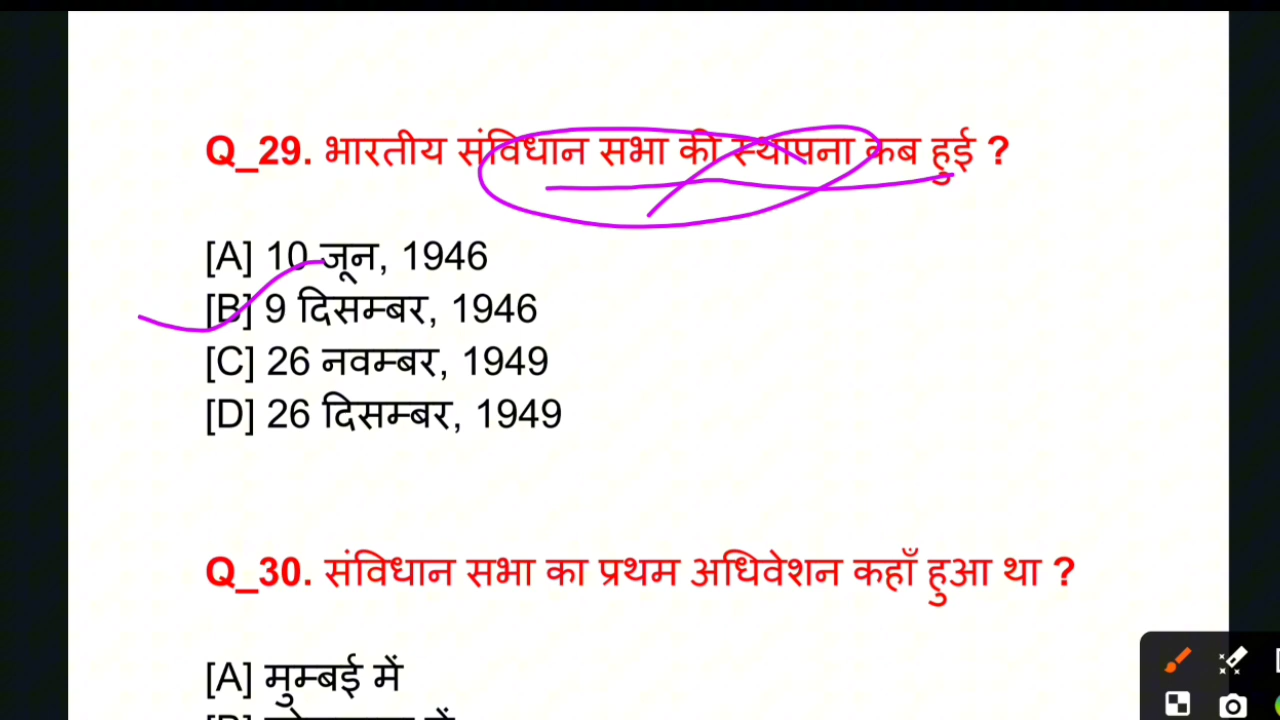 Q_29. भारतीय संविधान सभा की स्थापना कब हुई ?
[A] 10 जून, 1946
[B] 9 दिसम्बर, 1946
[C] 26 नवम्बर, 1949
[D] 26 दिसम्बर, 1949
Q_30. संविधान सभा का प्रथम अधिवेशन कहाँ हुआ था ?
[A] मुम्बई में